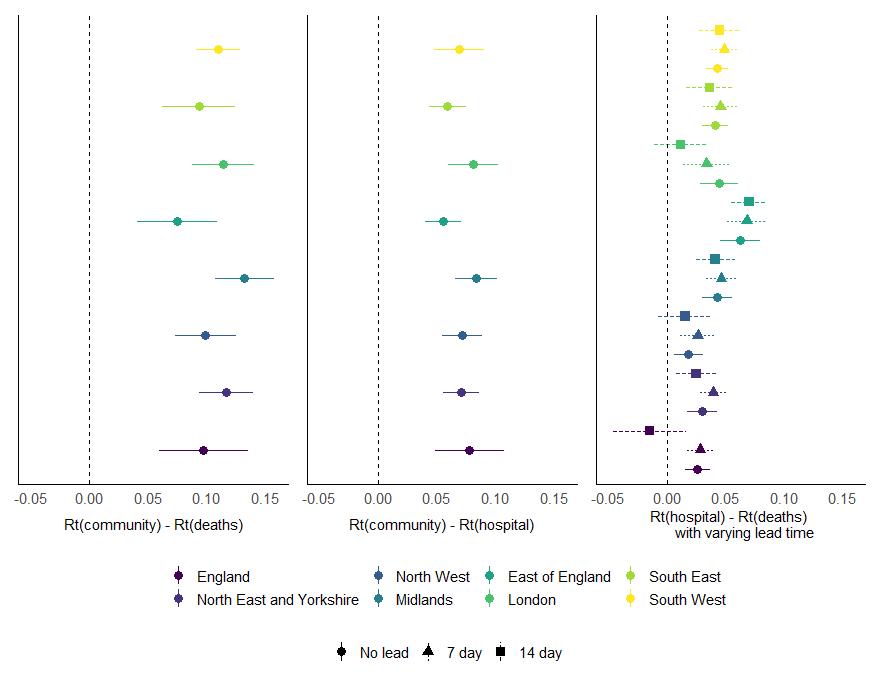 -0.05 0.00 0.05 0.10 0.15
Rt(community) - Rt(deaths)
-0.05 0.00 0.05 0.10 0.15
Rt(community) - Rt(hospital)
-0.05 0.00 0.05 0.10 0.15
Rt(hospital) - Rt(deaths)
with varying lead time
England North West East of England South East
North East and Yorkshire Midlands London South West
No lead 7 day 14 day